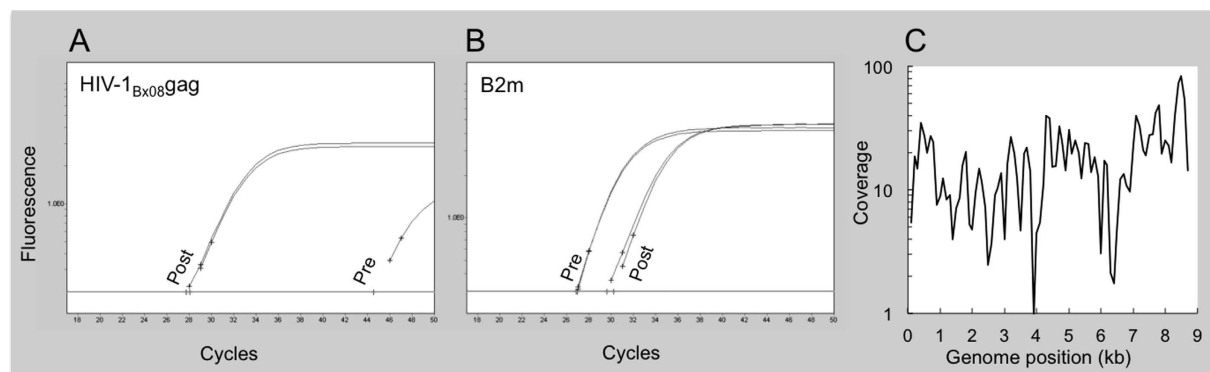 A
HIV-1Bx08gag
Fluorescence
1.0E0
Post
Pre
18 20 22 24 26 28 30 32 34 36 38 40 42 44 46 48 50
Cycles
B
B2m
1.0E0
Pre
Post
18 20 22 24 26 28 30 32 34 36 38 40 42 44 46 48 50
Cycles
C
100
10
1
Coverage
0 1 2 3 4 5 6 7 8 9
Genome position (kb)